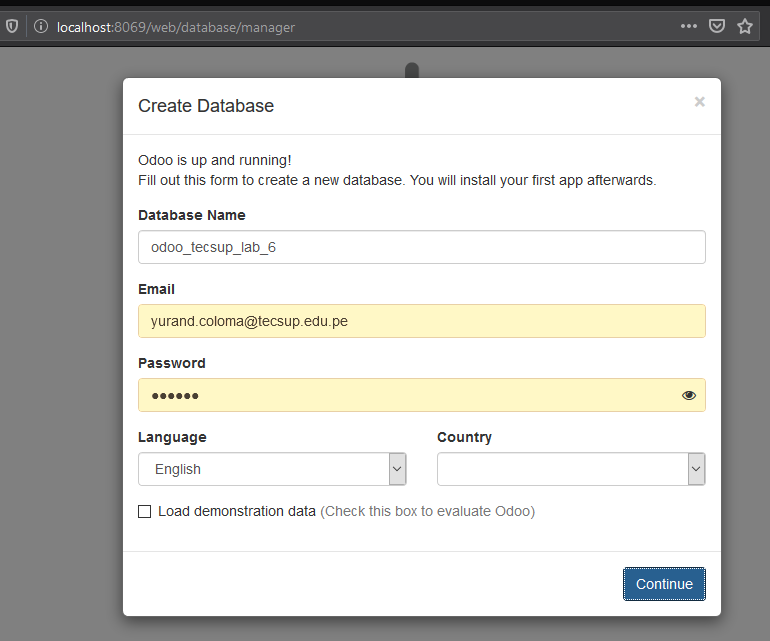 localhost:8069/web/database/manager
Create Database
×
Odoo is up and running!
Fill out this form to create a new database. You will install your first app afterwards.
Database Name
odoo_tecsup_lab_6
Email
yurand.coloma@tecsup.edu.pe
Password
●●●●●●
Language
Country
English
Load demonstration data (Check this box to evaluate Odoo)
Continue